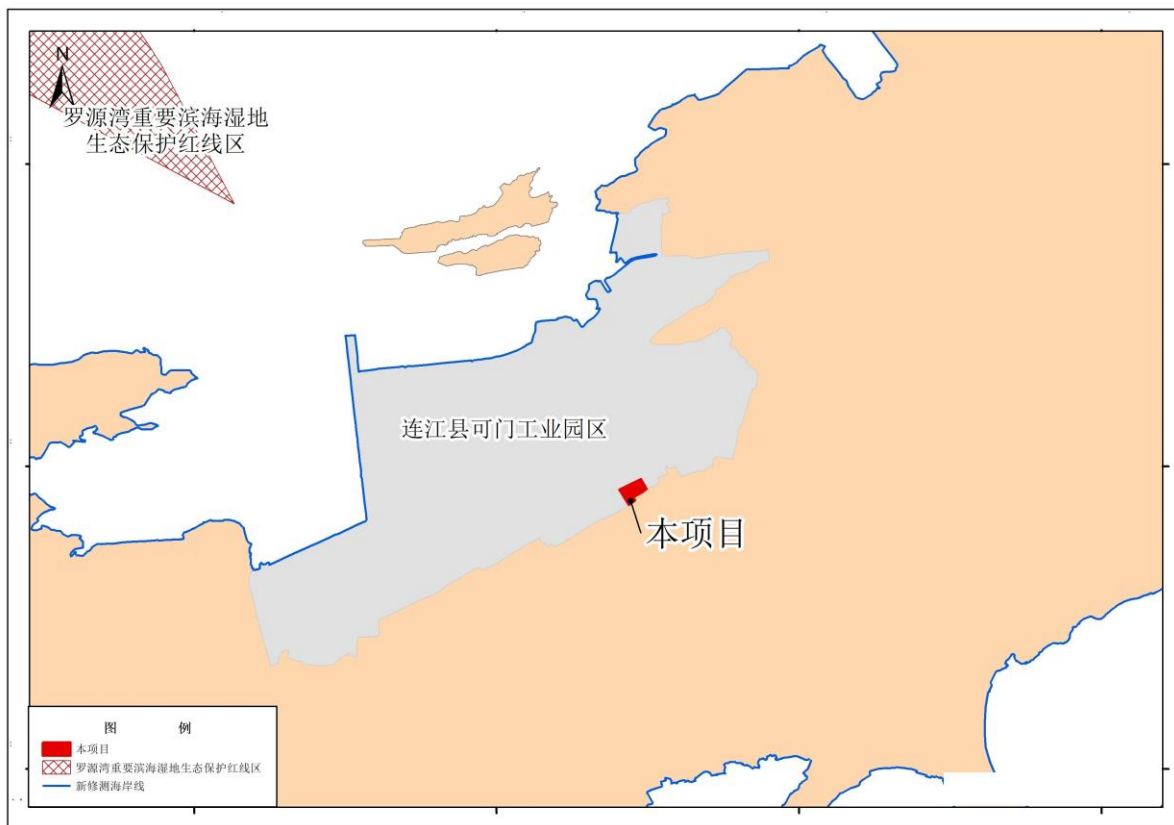 N
罗源湾重要滨海湿地
生态保护红线区
连江县可门工业园区
本项目
图 例
本项目
罗源湾重要滨海湿地生态保护红线区
新修测海岸线